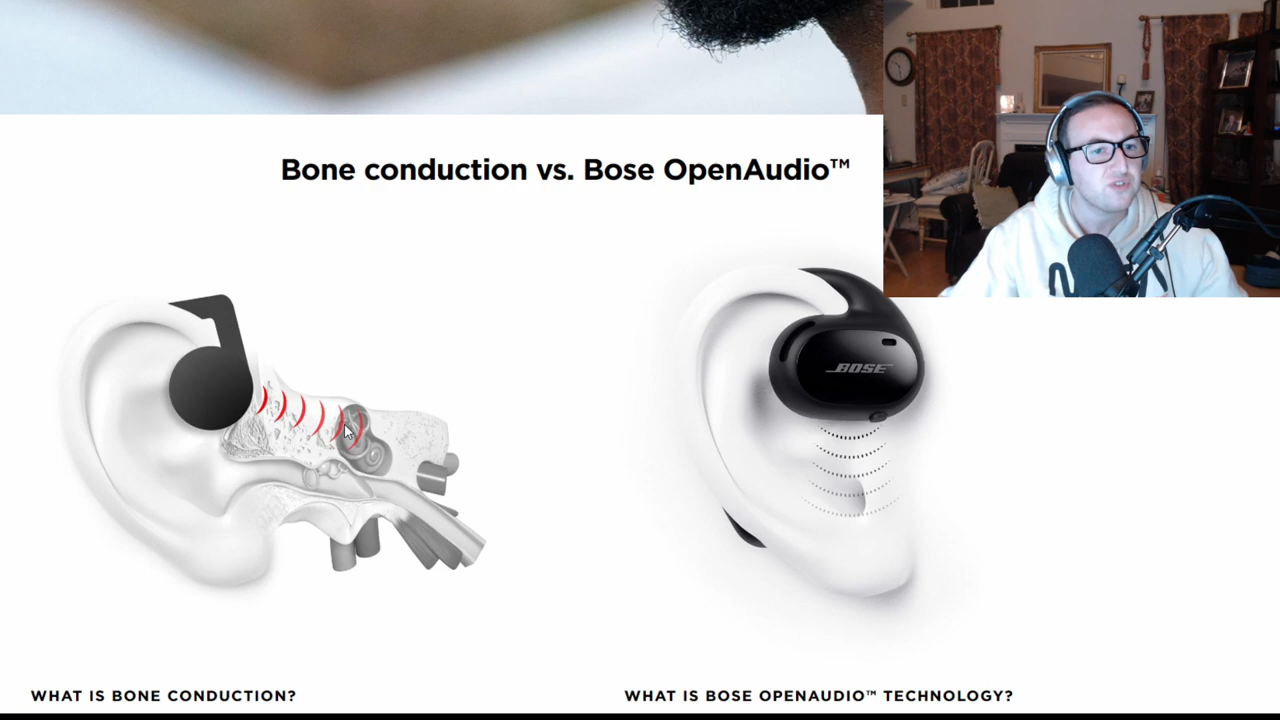 Bone conduction vs. Bose OpenAudio™
BOSE
WHAT IS BONE CONDUCTION?
WHAT IS BOSE OPENAUDIO™ TECHNOLOGY?